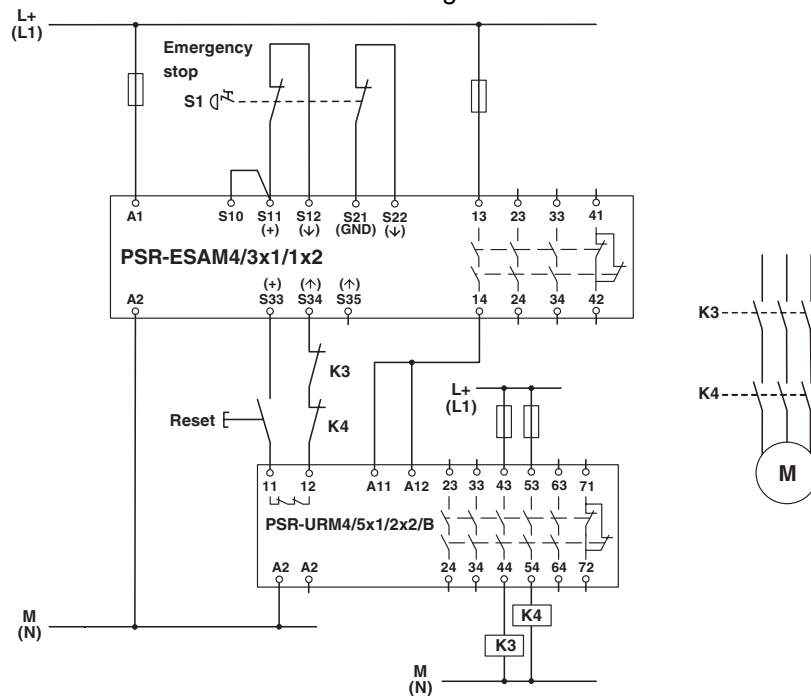 L+
(L1)
Emergency
stop
S1
A1 S10 S11 S12 S21 S22 13 23 33 41
(+) (↓) (GND) (↓)
PSR-ESAM4/3x1/1x2
(+) (↑) (↑)
A2 S33 S34 S35 14 24 34 42
K3
K3
L+
(L1)
K4
K4
Reset
M
11 12 A11 A12 23 33 43 53 63 71
PSR-URM4/5x1/2x2/B
A2 A2 24 34 44 54 64 72
M
(N)
K4
K3
M
(N)